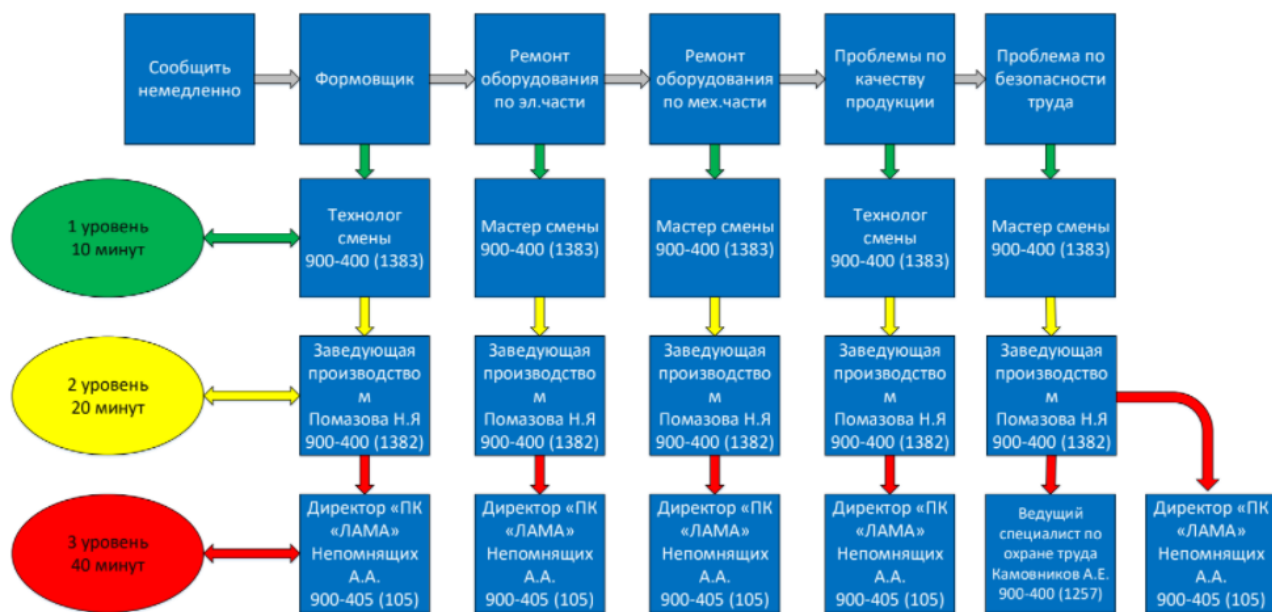 Сообщить
немедленно
Формовщик
Ремонт
оборудования
по эл.части
Ремонт
оборудования
по мех.части
Проблемы по
качеству
продукции
Проблема по
безопасности
труда
1 уровень
10 минут
Технолог
смены
900-400 (1383)
Мастер смены
900-400 (1383)
Мастер смены
900-400 (1383)
Технолог
смены
900-400 (1383)
Мастер смены
900-400 (1383)
2 уровень
20 минут
Заведующая
производство
м
Помазова Н.Я
900-400 (1382)
Заведующая
производство
м
Помазова Н.Я
900-400 (1382)
Заведующая
производство
м
Помазова Н.Я
900-400 (1382)
Заведующая
производство
м
Помазова Н.Я
900-400 (1382)
Заведующая
производство
м
Помазова Н.Я
900-400 (1382)
3 уровень
40 минут
Директор «ПК
«ЛАМА»
Непомнящих
А.А.
900-405 (105)
Директор «ПК
«ЛАМА»
Непомнящих
А.А.
900-405 (105)
Директор «ПК
«ЛАМА»
Непомнящих
А.А.
900-405 (105)
Директор «ПК
«ЛАМА»
Непомнящих
А.А.
900-405 (105)
Ведущий
специалист по
охране труда
Камовников А.Е.
900-400 (1257)
Директор «ПК
«ЛАМА»
Непомнящих
А.А.
900-405 (105)